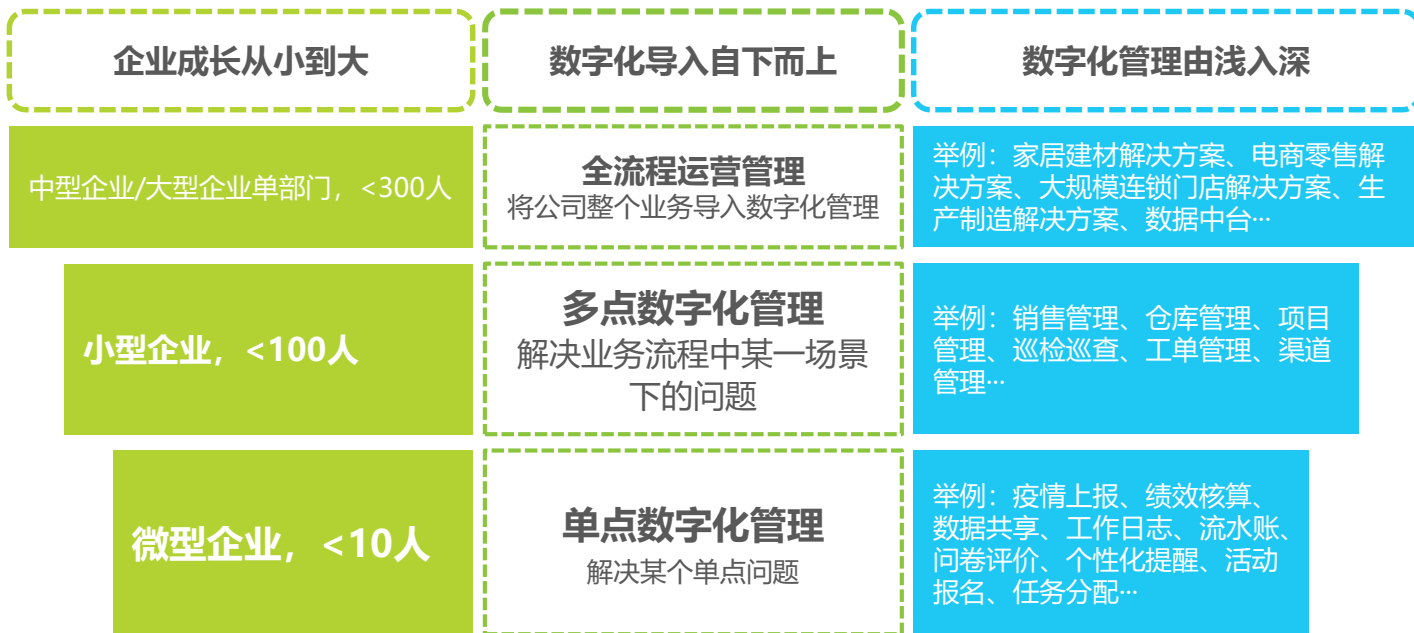 企业成长从小到大
数字化导入自下而上
数字化管理由浅入深
中型企业/大型企业单部门，<300人
全流程运营管理
将公司整个业务导入数字化管理
举例：家居建材解决方案、电商零售解
决方案、大规模连锁门店解决方案、生
产制造解决方案、数据中台…
小型企业，<100人
多点数字化管理
解决业务流程中某一场景
下的问题
举例：销售管理、仓库管理、项目
管理、巡检巡查、工单管理、渠道
管理…
微型企业，<10人
单点数字化管理
解决某个单点问题
举例：疫情上报、绩效核算、
数据共享、工作日志、流水账、
问卷评价、个性化提醒、活动
报名、任务分配…